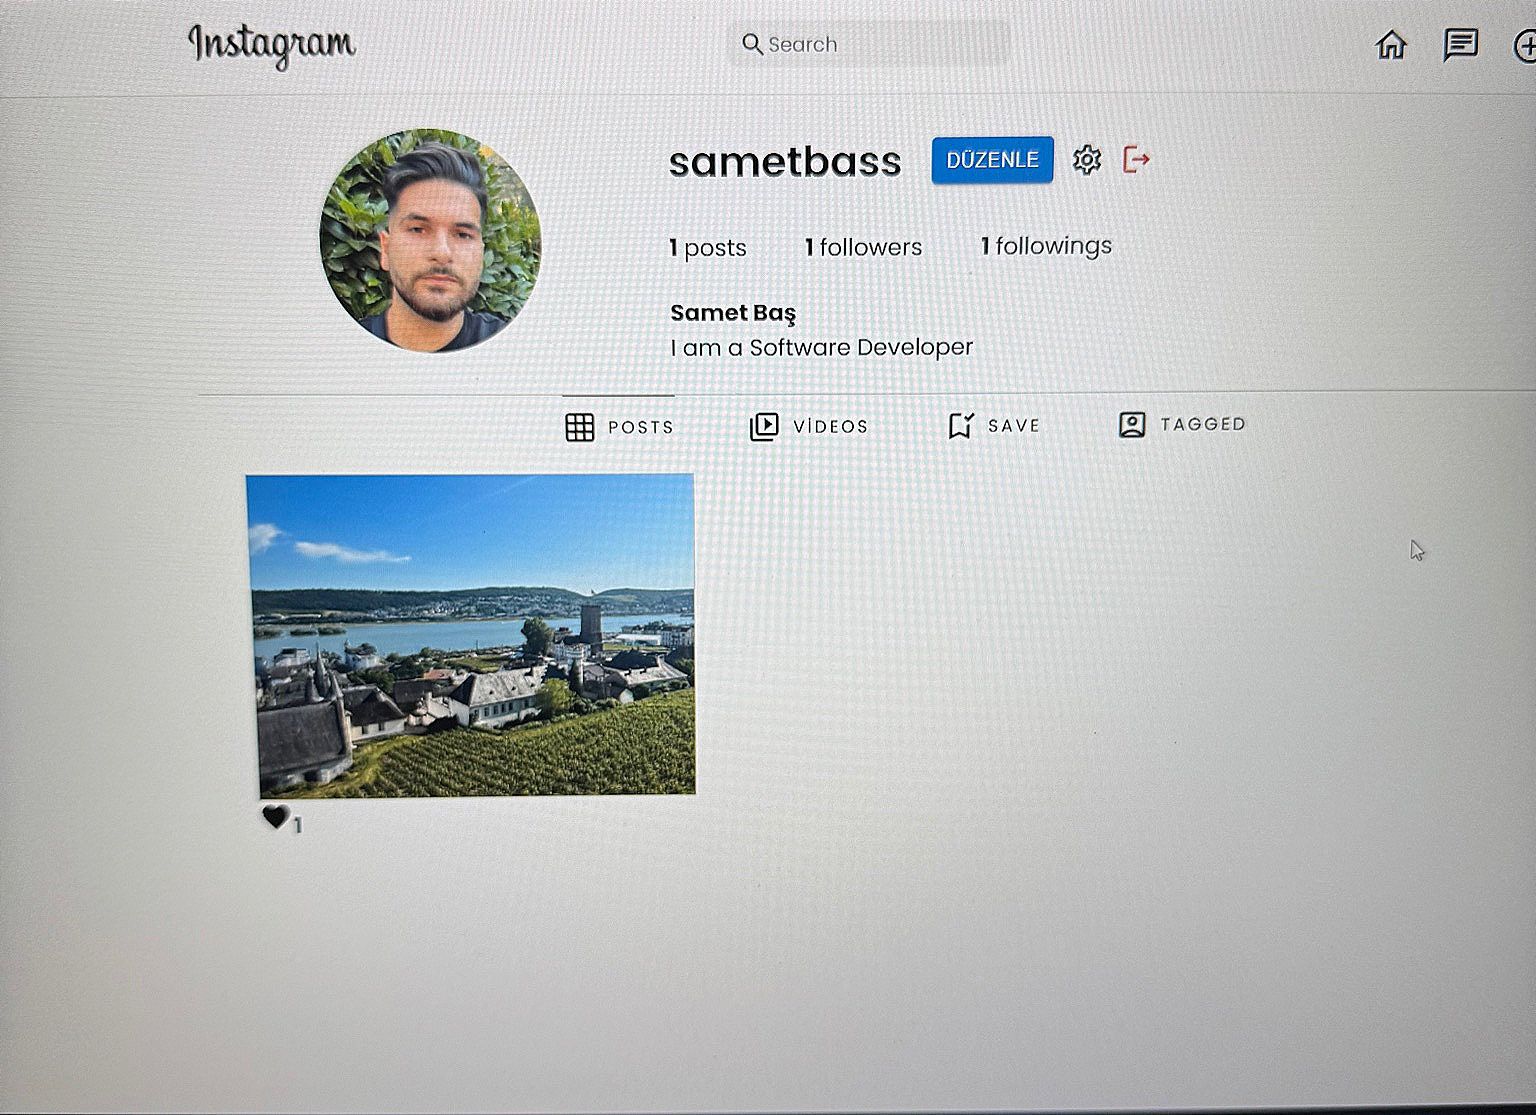 Instagram
Search
sametbass
DÜZENLE
1 posts 1 followers 1 followings
Samet Baş
I am a Software Developer
POSTS VİDEOS SAVE TAGGED
1